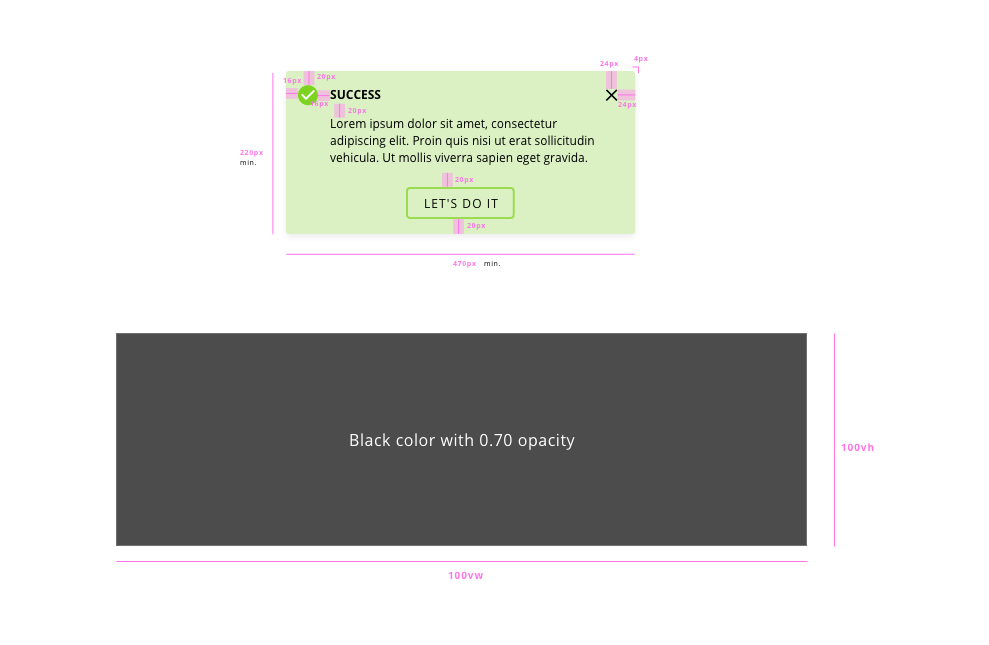 4px
24px
20px
16px
SUCCESS
16px
24px
20px
Lorem ipsum dolor sit amet, consectetur
adipiscing elit. Proin quis nisi ut erat sollicitudin
vehicula. Ut mollis viverra sapien eget gravida.
220px
min.
20px
LET'S DO IT
20px
470px min.
Black color with 0.70 opacity
100vh
100vw